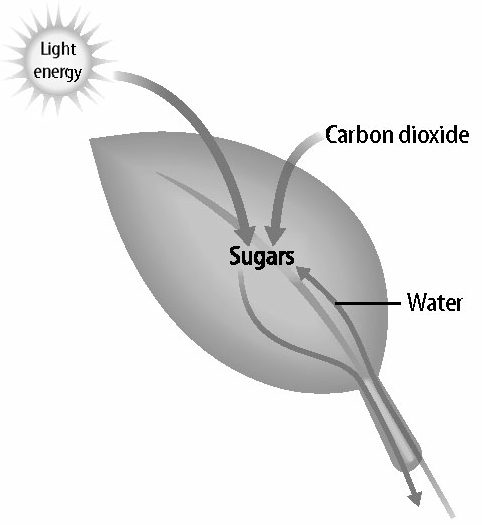 Light
energy
Carbon dioxide
Sugars
Water